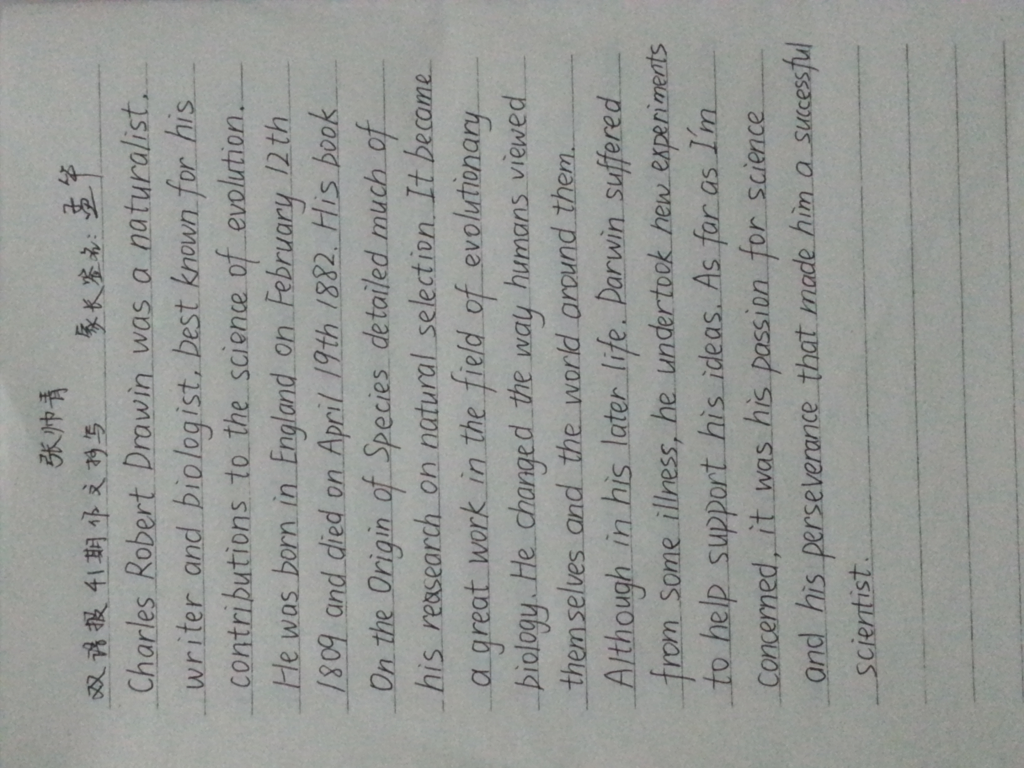 张帅青
双语报41期作文抄写 家长签名: 孟华
Charles Robert Drawin was a naturalist,
writer and biologist, best known for his
contributions to the science of evolution.
He was born in England on February 12th
1809 and died on April 19th 1882. His book
On the Origin of Species detailed much of
his reasearch on natural selection. It become
a great work in the field of evolutionary
biology. He changed the way humans viewed
themselves and the world around them.
Although in his later life. Darwin suffered
from some illness, he undertook new experiments
to help support his ideas. As far as I'm
concerned, it was his passion for science
and his perseverance that made him a successful
scientist.